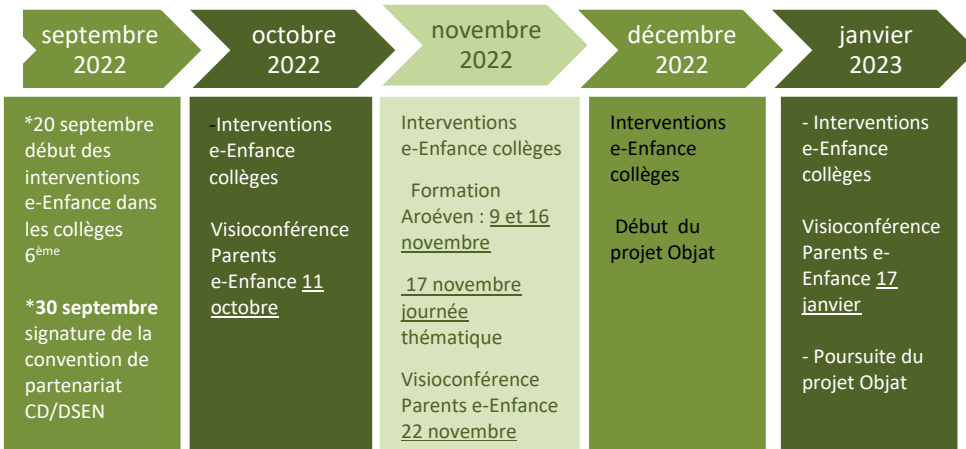 septembre
2022
octobre
2022
novembre
2022
décembre
2022
janvier
2023
*20 septembre
début des
interventions
e-Enfance dans
les collèges
6ème
*30 septembre
signature de la
convention de
partenariat
CD/DSEN
-Interventions
e-Enfance
collèges
Visioconférence
Parents
e-Enfance 11
octobre
Interventions
e-Enfance collèges
Formation
Aroéven : 9 et 16
novembre
17 novembre
journée
thématique
Visioconférence
Parents e-Enfance
22 novembre
Interventions
e-Enfance
collèges
Début du
projet Objat
- Interventions
e-Enfance
collèges
Visioconférence
Parents e-
Enfance 17
janvier
- Poursuite du
projet Objat